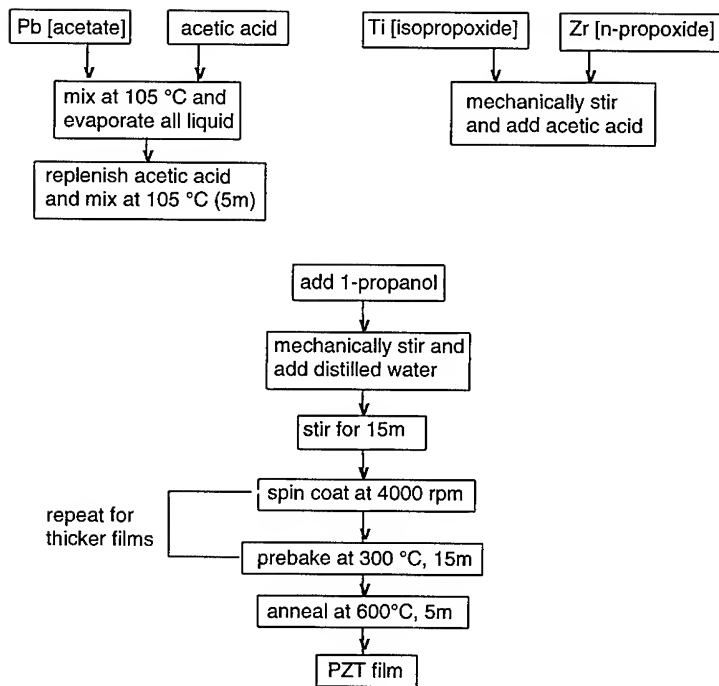 Pb [acetate]
acetic acid
Ti [isopropoxide]
Zr [n-propoxide]
mix at 105 °C and
evaporate all liquid
mechanically stir
and add acetic acid
replenish acetic acid
and mix at 105 °C (5m)
add 1-propanol
mechanically stir and
add distilled water
stir for 15m
spin coat at 4000 rpm
repeat for
thicker films
prebake at 300 °C, 15m
anneal at 600°C, 5m
PZT film